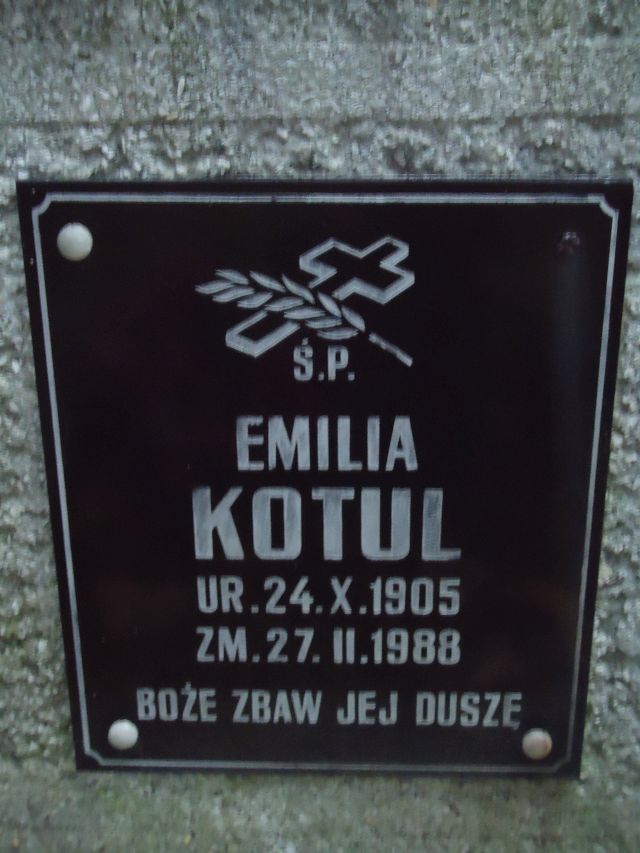 Ś.P.
EMILIA
KOTUL
UR.24.X.1905
ZM.27.II.1988
BOŻE ZBAW JEJ DUSZĘ